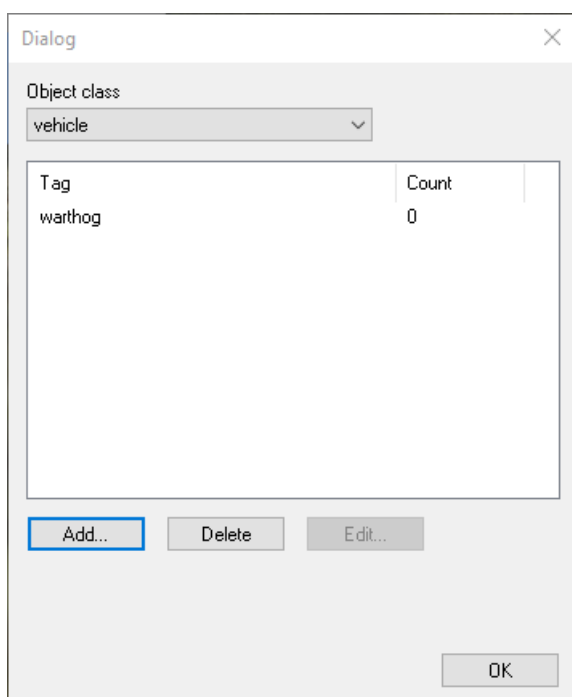 Dialog
Object class
vehicle
Tag Count
warthog 0
Add... Delete Edit...
OK